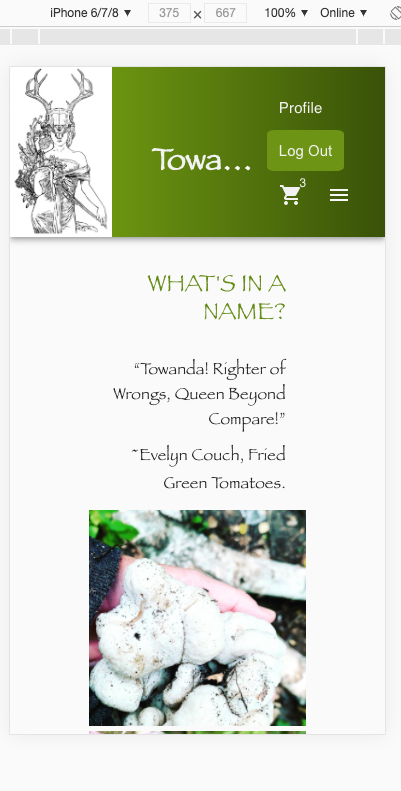 iPhone 6/7/8 ▼ 375 × 667 100% ▼ Online ▼
Profile
Towa...
Log Out
3
WHAT'S IN A
NAME?
“Towanda! Righter of
Wrongs, Queen Beyond
Compare!”
~Evelyn Couch, Fried
Green Tomatoes.